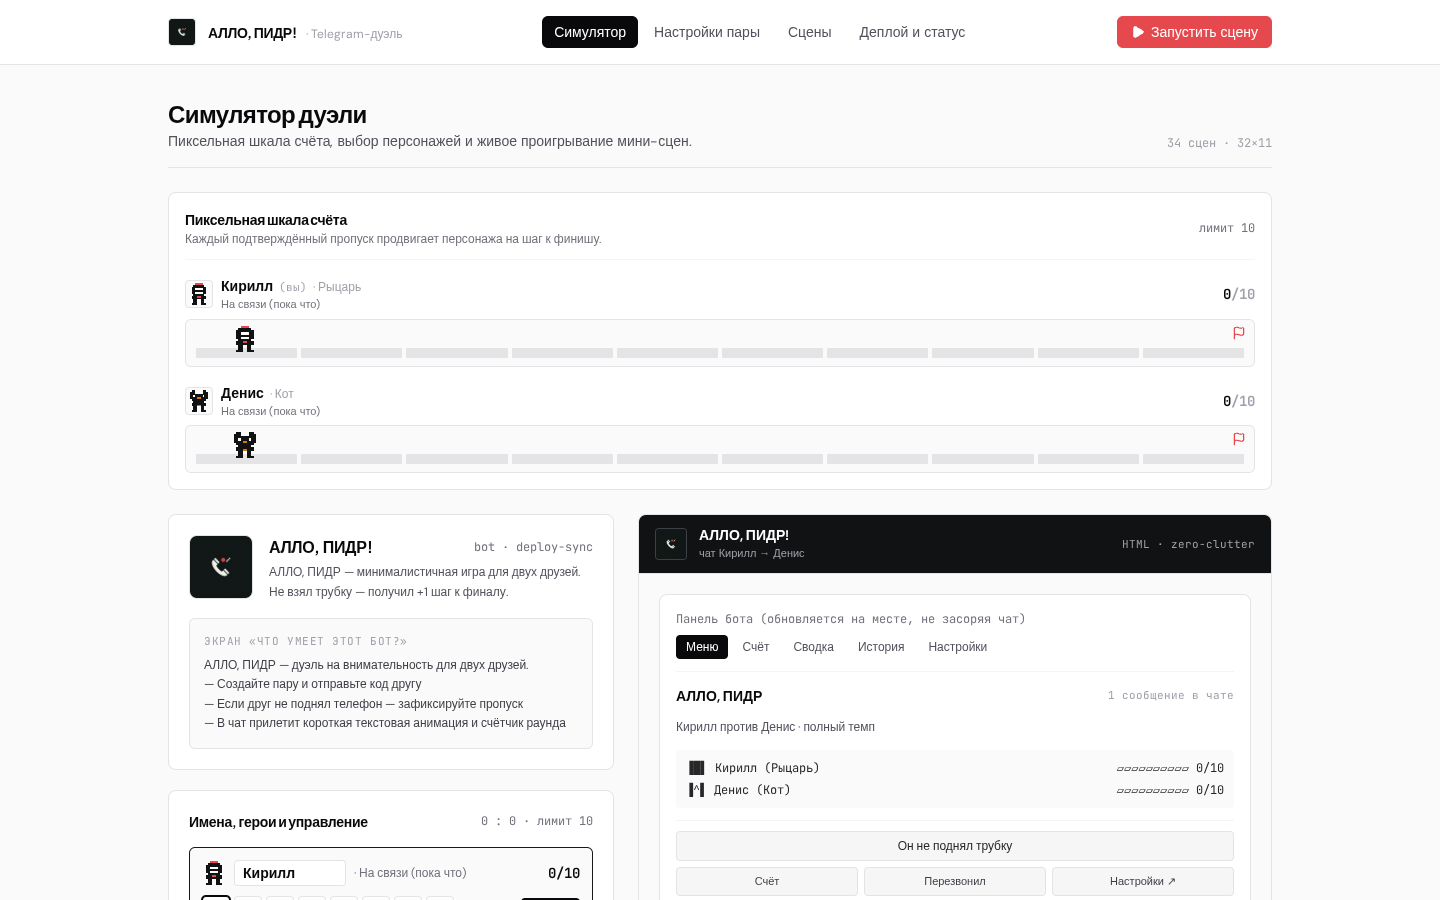 АЛЛО, ПИДР! · Telegram-дуэль
Симулятор
Настройки пары
Сцены
Деплой и статус
Запустить сцену
Симулятор дуэли
Пиксельная шкала счёта, выбор персонажей и живое проигрывание мини-сцен.
34 сцен · 32×11
Пиксельная шкала счёта
Каждый подтверждённый пропуск продвигает персонажа на шаг к финишу.
лимит 10
Кирилл (вы) · Рыцарь
На связи (пока что)
0/10
Денис · Кот
На связи (пока что)
0/10
АЛЛО, ПИДР!
bot · deploy-sync
АЛЛО, ПИДР — минималистичная игра для двух друзей.
Не взял трубку — получил +1 шаг к финалу.
ЭКРАН «ЧТО УМЕЕТ ЭТОТ БОТ?»
АЛЛО, ПИДР — дуэль на внимательность для двух друзей.
— Создайте пару и отправьте код другу
— Если друг не поднял телефон — зафиксируйте пропуск
— В чат прилетит короткая текстовая анимация и счётчик раунда
Имена, герои и управление
0 : 0 · лимит 10
Кирилл · На связи (пока что)
0/10
АЛЛО, ПИДР!
чат Кирилл → Денис
HTML · zero-clutter
Панель бота (обновляется на месте, не засоряя чат)
Меню
Счёт
Сводка
История
Настройки
АЛЛО, ПИДР
1 сообщение в чате
Кирилл против Денис · полный темп
Кирилл (Рыцарь) ▱▱▱▱▱▱▱▱▱▱ 0/10
▐^▌ Денис (Кот) ▱▱▱▱▱▱▱▱▱▱ 0/10
Он не поднял трубку
Счёт
Перезвонил
Настройки ↗